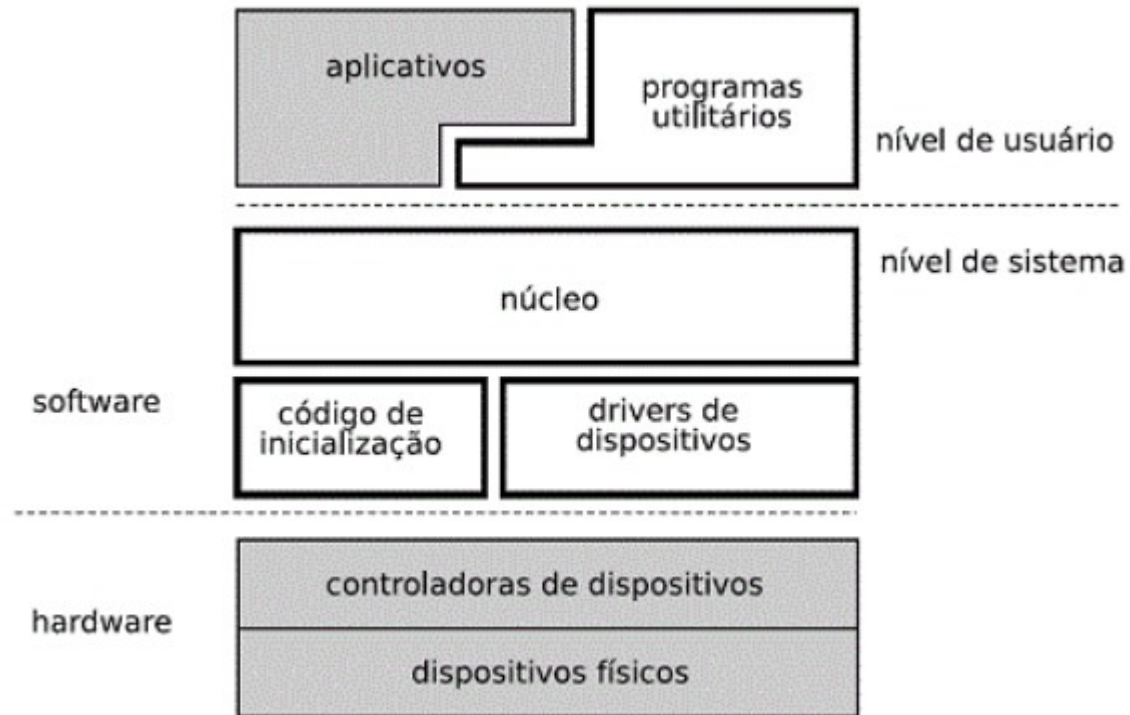 aplicativos
programas
utilitários
nível de usuário
nível de sistema
núcleo
software
código de
inicialização
drivers de
dispositivos
controladoras de dispositivos
hardware
dispositivos físicos